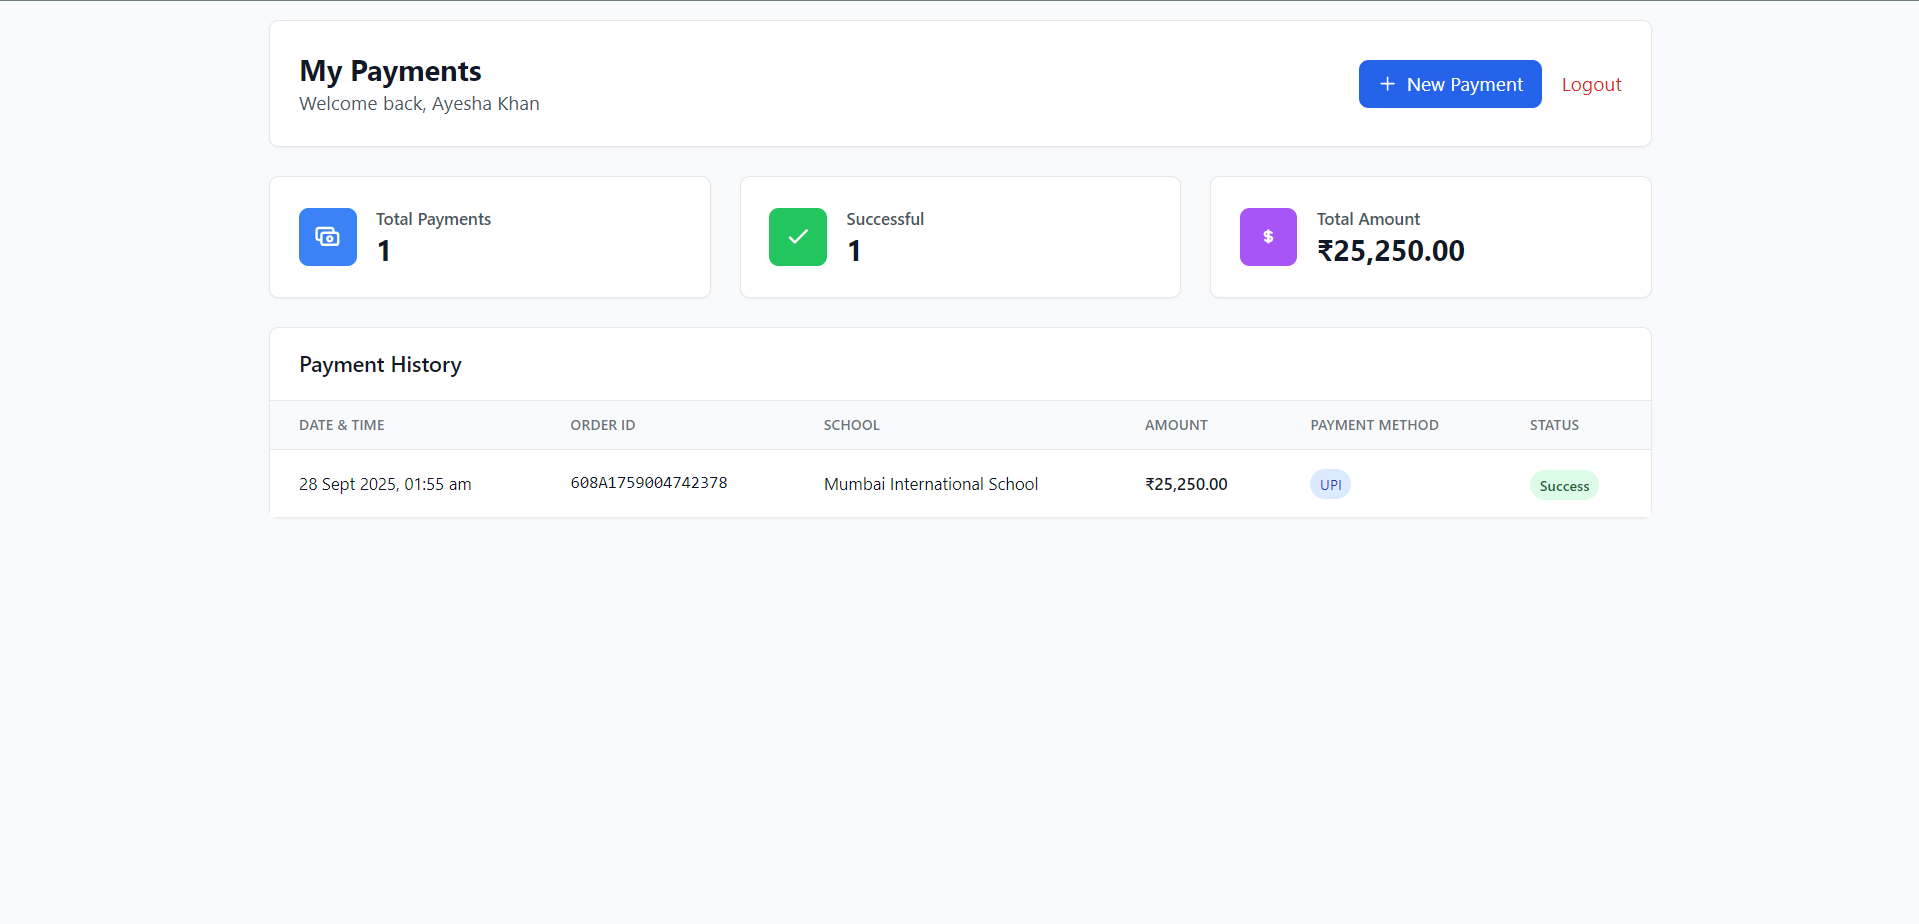 My Payments
Welcome back, Ayesha Khan
New Payment
Logout
Total Payments
1
Successful
1
$
Total Amount
₹25,250.00
Payment History
DATE & TIME ORDER ID SCHOOL AMOUNT PAYMENT METHOD STATUS
28 Sept 2025, 01:55 am 608A1759004742378 Mumbai International School ₹25,250.00 UPI Success